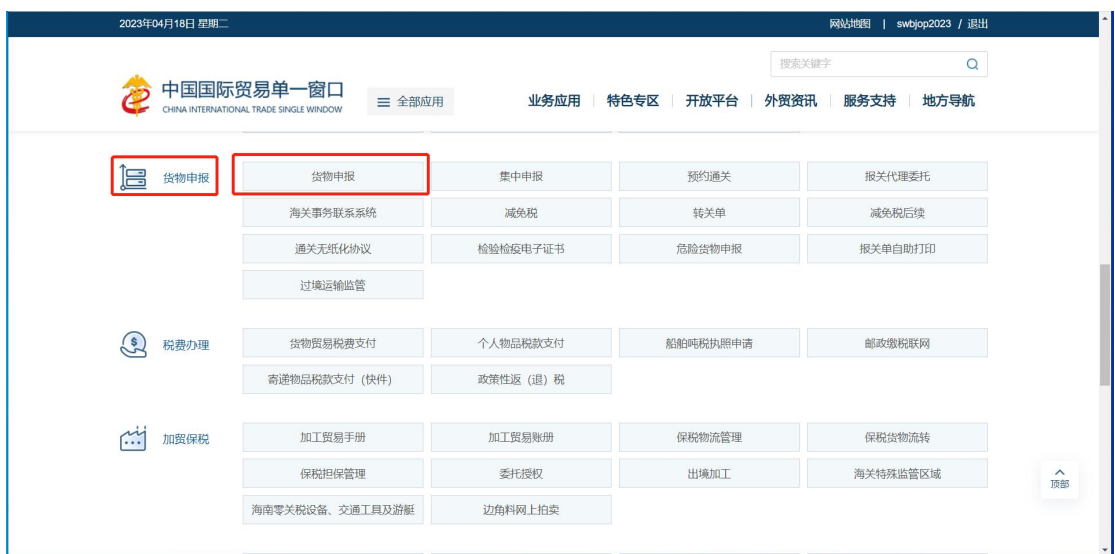 2023年04月18日 星期二
网站地图 | swbjop2023 / 退出
搜索关键字
中国国际贸易单一窗口
CHINA INTERNATIONAL TRADE SINGLE WINDOW
全部应用
业务应用 特色专区 开放平台 外贸资讯 服务支持 地方导航
货物申报 货物申报 集中申报 预约通关 报关代理委托
海关事务联系系统 减免税 转关单 减免税后续
通关无纸化协议 检验检疫电子证书 危险货物申报 报关单自助打印
过境运输监管
税费办理 货物贸易税费支付 个人物品税款支付 船舶吨税执照申请 邮政缴税联网
寄递物品税款支付（快件） 政策性返（退）税
加贸保税 加工贸易手册 加工贸易账册 保税物流管理 保税货物流转
保税担保管理 委托授权 出境加工 海关特殊监管区域
海南零关税设备、交通工具及游艇 边角料网上拍卖
顶部